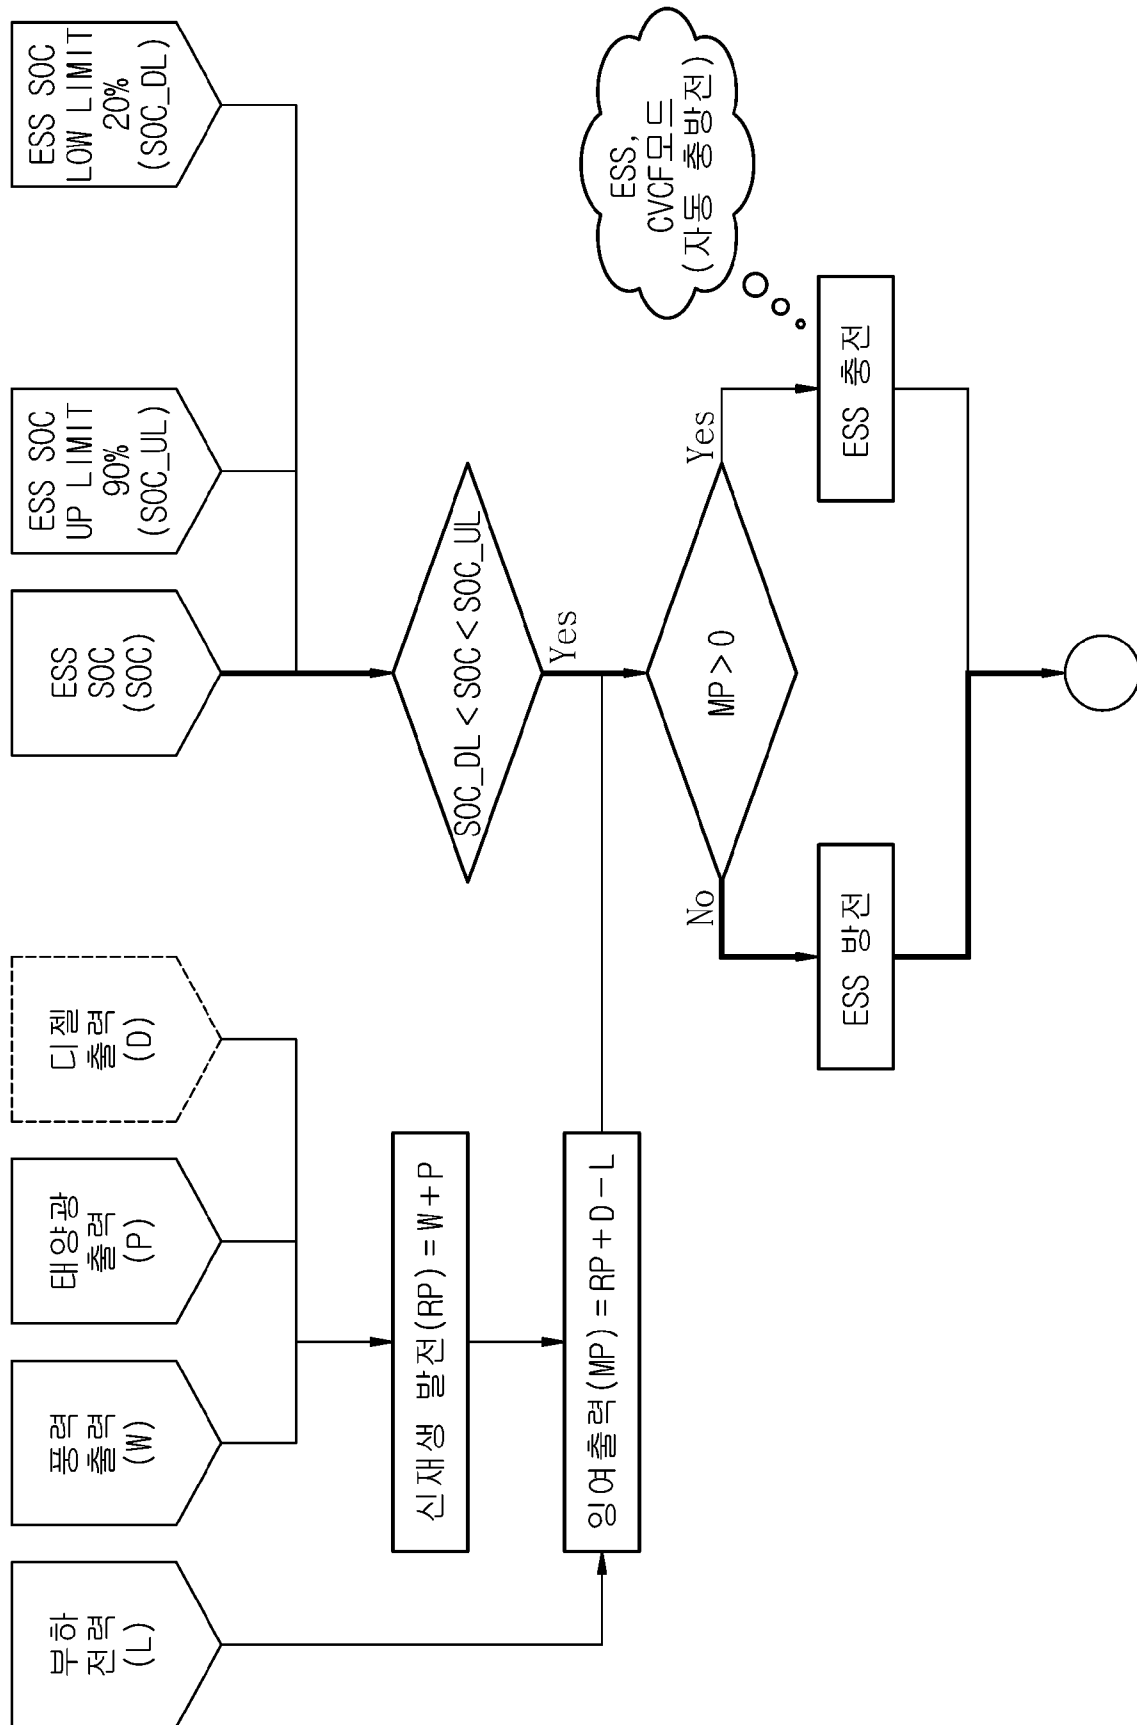 부하
전력
(L)
풍력
출력
(W)
태양광
출력
(P)
디젤
출력
(D)
ESS
SOC
(SOC)
ESS SOC
UP LIMIT
90%
(SOC_UL)
ESS SOC
LOW LIMIT
20%
(SOC_DL)
신재생 발전(RP)=W+P
SOC_DL<SOC<SOC_UL
Yes
잉여출력(MP)=RP+D-L
MP>0
No
Yes
ESS,
CVCF모드
(자동 충방전)
ESS 방전
ESS 충전